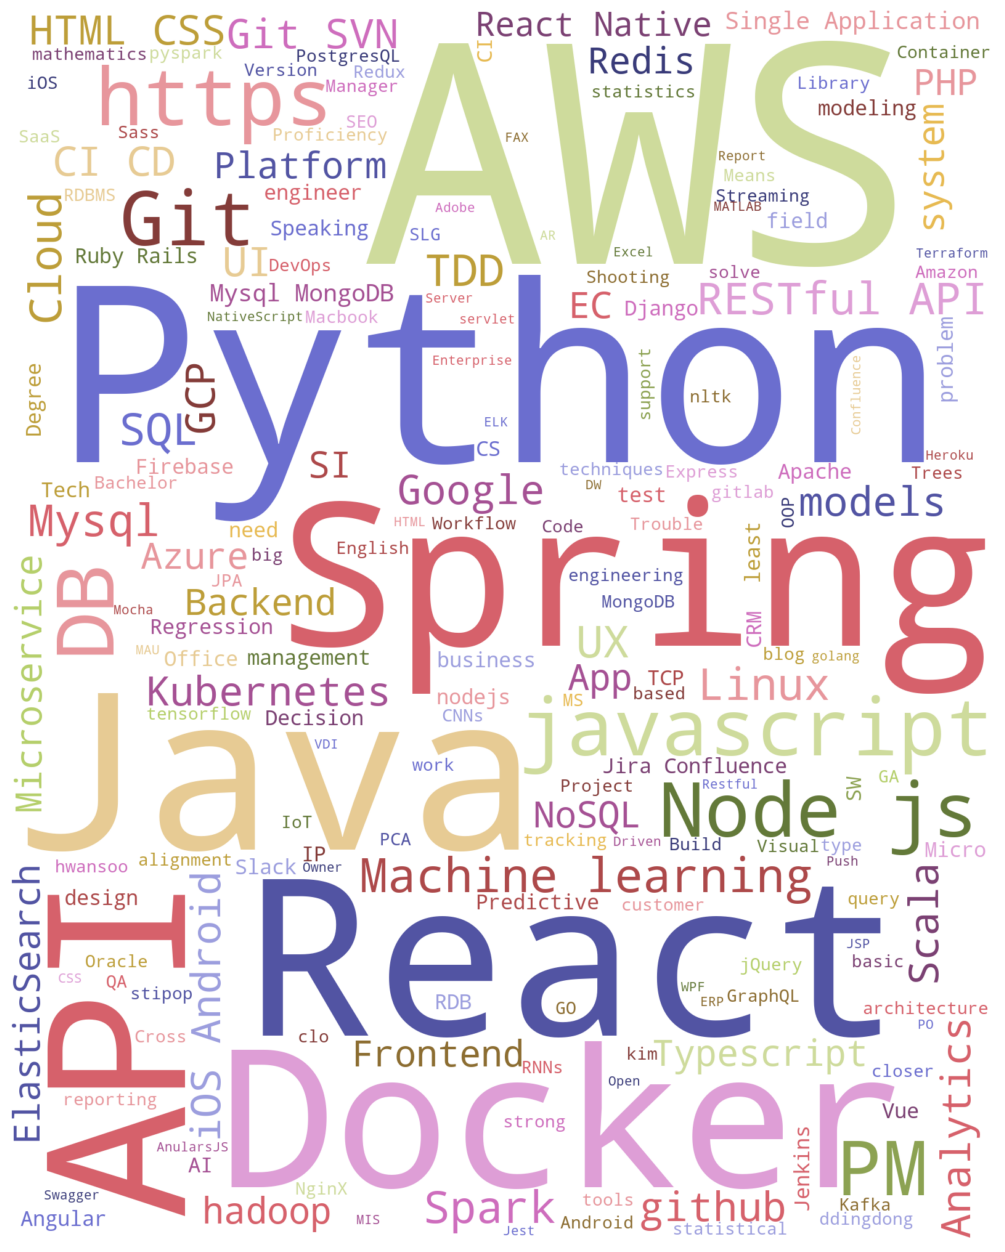 HTML CSS
Git SVN
React Native
Single Application
mathematics
pyspark
PostgresQL
CI
Redis
Container
iOS
Version
Redux
Manager
https
AWS
statistics
Library
PHP
modeling
SaaS
Sass
SEO
Proficiency
FAX
system
CI CD
Platform
Report
Means
RDBMS
engineer
Streaming
MATLAB
Cloud
Git
Adobe
field
Speaking
SLG
AR
Ruby Rails
UI
DevOps
TDD
Excel
Terraform
Shooting
solve
Amazon
Mysql MongoDB
Server
EC
Django
RESTful API
NativeScript
Macbook
servlet
Python
problem
Enterprise
Degree
GCP
support
nltk
Confluence
SQL
ELK
CS
SI
Firebase
Bachelor
techniques
Express
Apache
Heroku
Trees
Tech
Google
DW
test
gitlab
models
OOP
Mysql
need
HTML
Workflow
Code
Trouble
Spring
least
Azure
big
English
JPA
engineering
DB
Mocha
Backend
MongoDB
Microservice
Regression
CRM
MAU
Office
management
business
UX
blog
golang
Kubernetes
nodejs
App
TCP
based
Linux
MS
tensorflow
Decision
CNNs
javascript
Java
VDI
work
Jira Confluence
Project
Restful
SW
GA
IoT
PCA
NoSQL
Node js
tracking
Driven
Build
Visual
type
Micro
hwansoo
alignment
Slack
IP
Owner
Push
Machine learning
ElasticSearch
design
iOS Android
Predictive
customer
query
Scala
API
React
JSP
basic
Oracle
CSS
QA
stipop
jQuery
RDB
GO
WPF
ERP
GraphQL
architecture
PO
Cross
clo
Frontend
RNNs
kim
Typescript
Analytics
Open
closer
reporting
Docker
strong
Vue
AnularsJS
AI
Jenkins
PM
Swagger
Angular
NginX
hadoop
MIS
Spark
Jest
tools
Android
github
statistical
Kafka
ddingdong